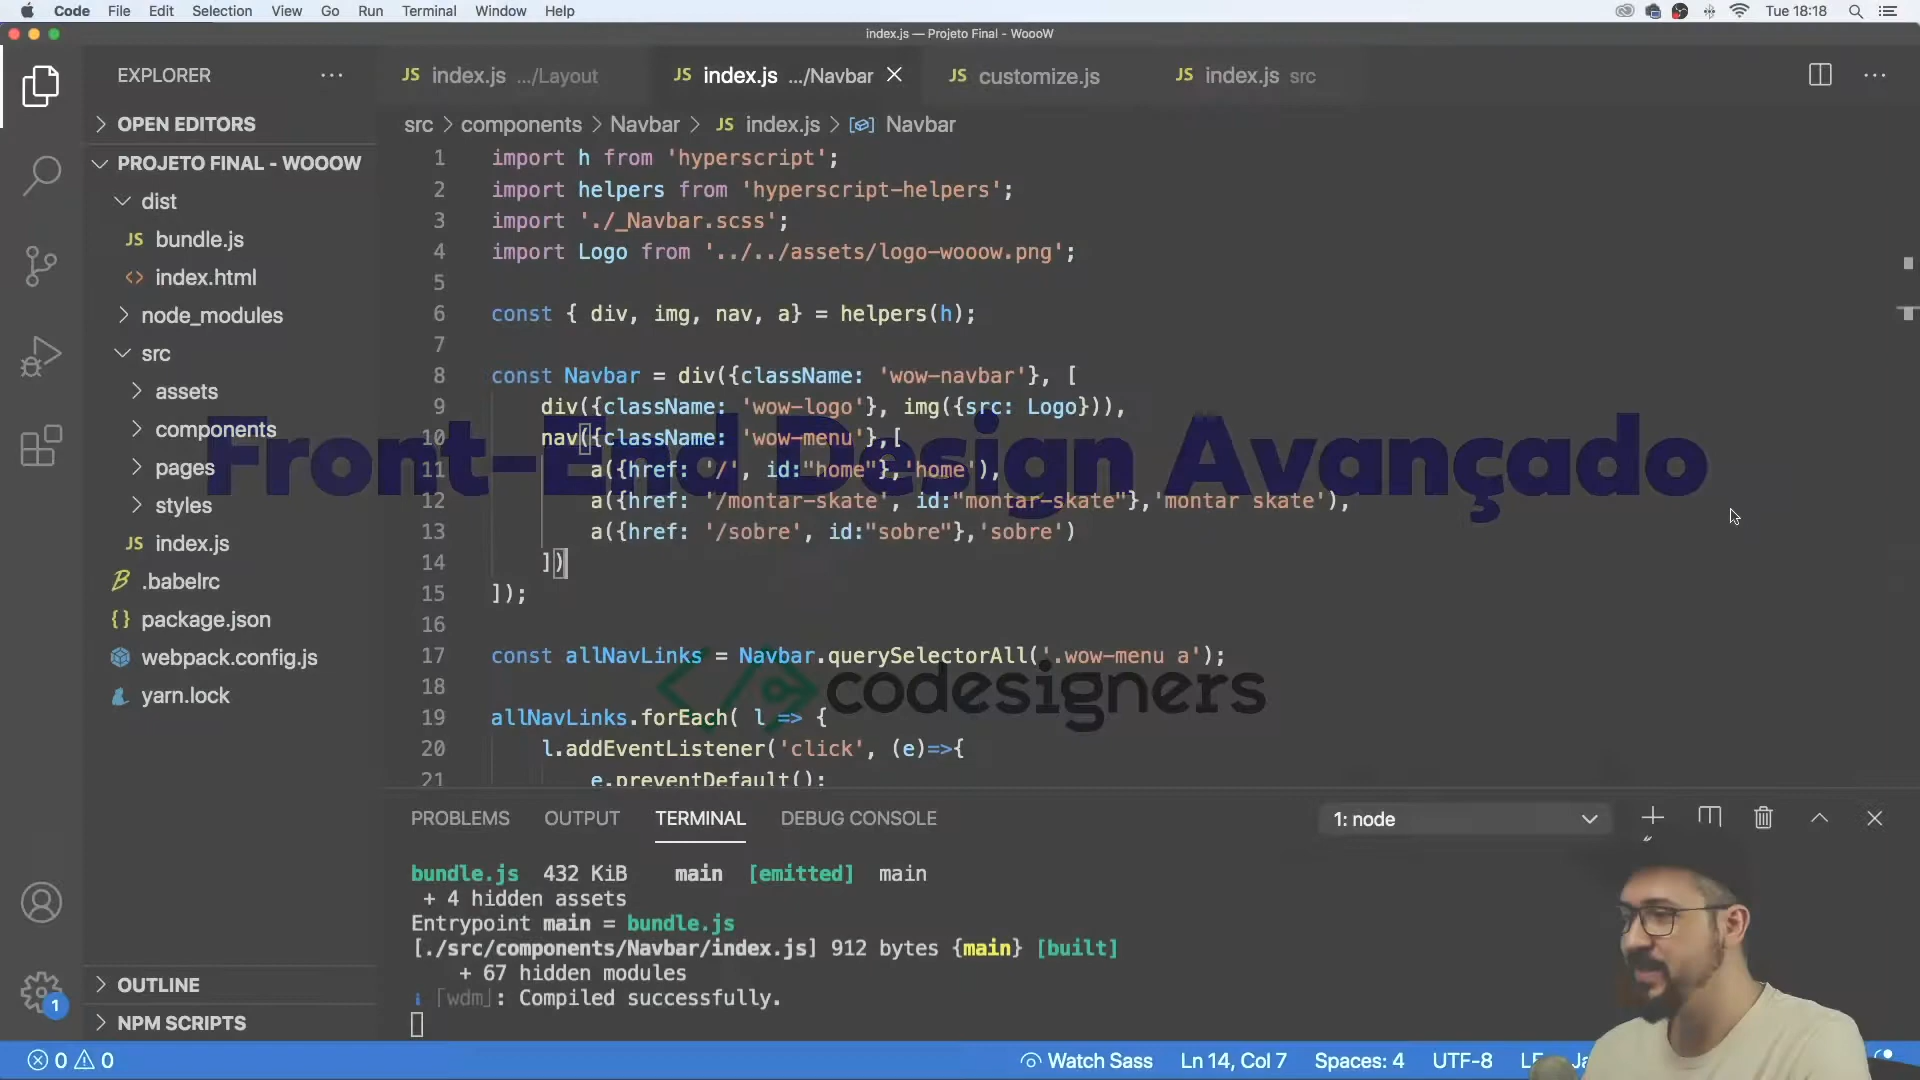 Code File Edit Selection View Go Run Terminal Window Help
Tue 18:18
index.js — Projeto Final - WoooW
EXPLORER
OPEN EDITORS
PROJETO FINAL - WOOOW
dist
JS bundle.js
<> index.html
node_modules
src
assets
components
pages
styles
JS index.js
.babelrc
{} package.json
webpack.config.js
yarn.lock
OUTLINE
NPM SCRIPTS
1
JS index.js .../Layout
JS index.js .../Navbar
JS customize.js
JS index.js src
src > components > Navbar > JS index.js > Navbar
1 import h from 'hyperscript';
2 import helpers from 'hyperscript-helpers';
3 import './_Navbar.scss';
4 import Logo from '../../assets/logo-wooow.png';
5
6 const { div, img, nav, a} = helpers(h);
7
8 const Navbar = div({className: 'wow-navbar'}, [
9 div({className: 'wow-logo'}, img({src: Logo})),
10 nav({className: 'wow-menu'},[
11 a({href: '/', id:"home"},'home'),
12 a({href: '/montar-skate', id:"montar-skate"},'montar skate'),
13 a({href: '/sobre', id:"sobre"},'sobre')
14 ])
15 ]);
16
17 const allNavLinks = Navbar.querySelectorAll('.wow-menu a');
18
19 allNavLinks.forEach( l => {
20 l.addEventListener('click', (e)=>{
21 e.preventDefault();
Front-End Design Avançado
</> codesigners
PROBLEMS OUTPUT TERMINAL DEBUG CONSOLE
1: node
bundle.js 432 KiB main [emitted] main
+ 4 hidden assets
Entrypoint main = bundle.js
[./src/components/Navbar/index.js] 912 bytes {main} [built]
+ 67 hidden modules
i ｢wdm｣: Compiled successfully.
0 0
Watch Sass Ln 14, Col 7 Spaces: 4 UTF-8